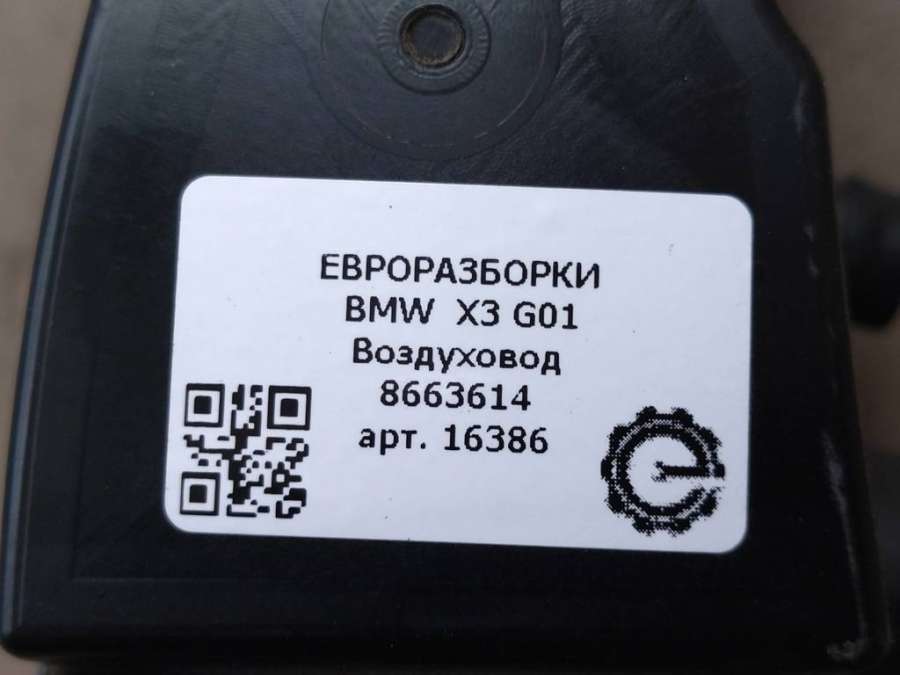 ЕВРОРАЗБОРКИ
BMW X3 G01
Воздуховод
8663614
арт. 16386